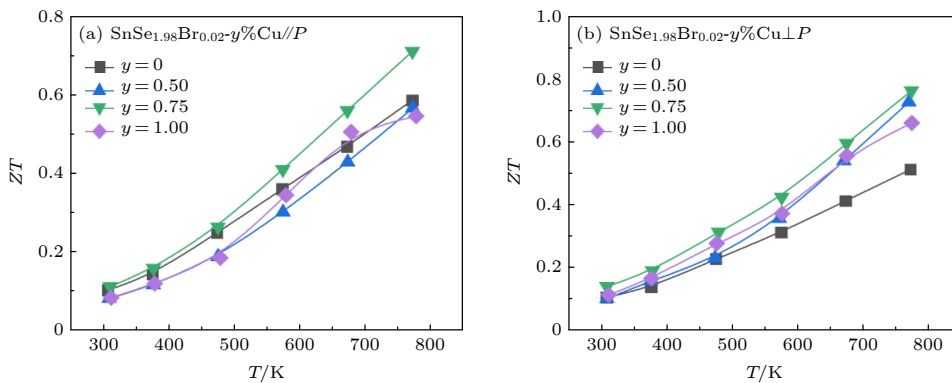 (a) SnSe1.98Br0.02-y%Cu//P
y = 0
y = 0.50
y = 0.75
y = 1.00
ZT
0.8
0.6
0.4
0.2
0
300 400 500 600 700 800
T/K
(b) SnSe1.98Br0.02-y%Cu⊥P
y = 0
y = 0.50
y = 0.75
y = 1.00
ZT
1.0
0.8
0.6
0.4
0.2
0
300 400 500 600 700 800
T/K